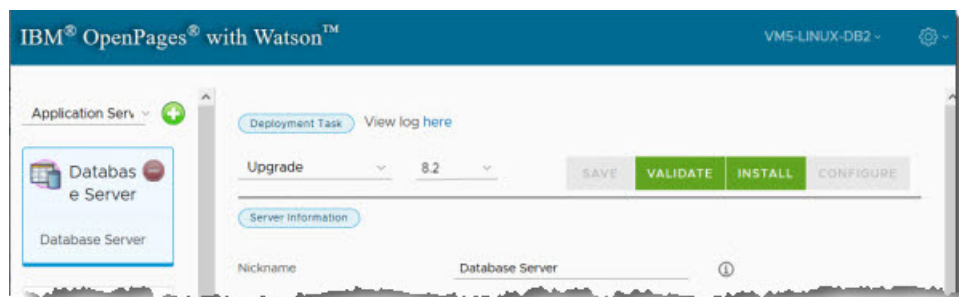 IBM® OpenPages® with Watson™
VM5-LINUX-DB2
Application Serv
Deployment Task View log here
Upgrade 8.2 SAVE VALIDATE INSTALL CONFIGURE
Databas
e Server
Server Information
Database Server
Nickname Database Server